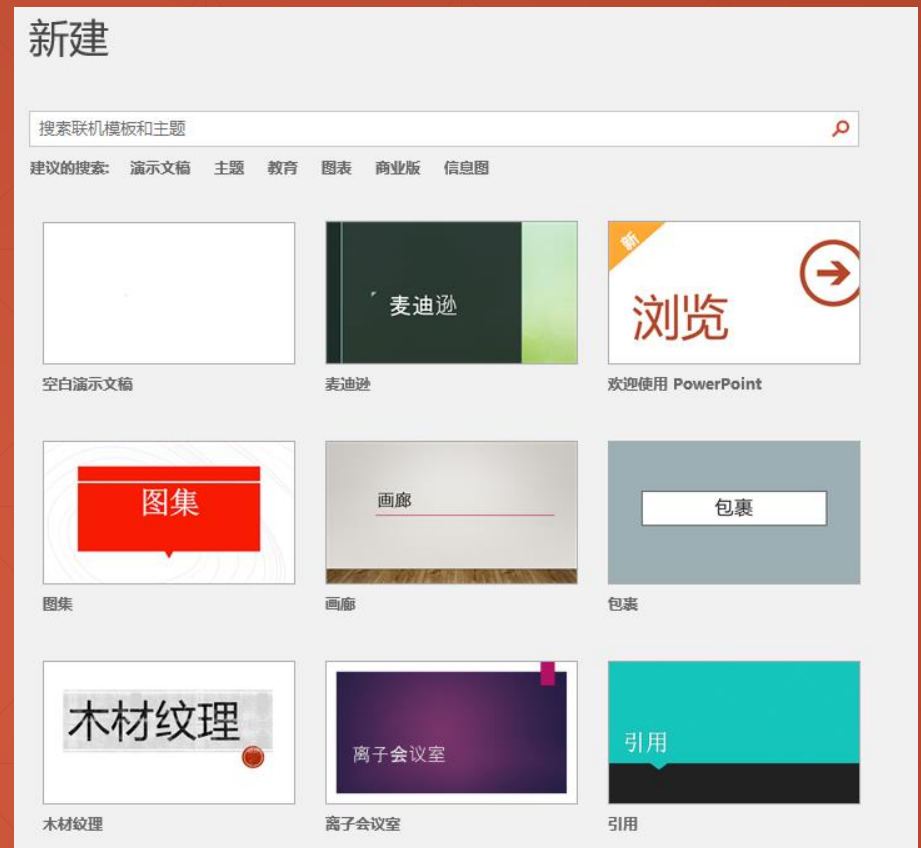 新建
搜索联机模板和主题
建议的搜索: 演示文稿 主题 教育 图表 商业版 信息图
麦迪逊
新
浏览
空白演示文稿 麦迪逊 欢迎使用 PowerPoint
图集
画廊
包裹
图集 画廊 包裹
木材纹理
离子会议室
引用
木材纹理 离子会议室 引用